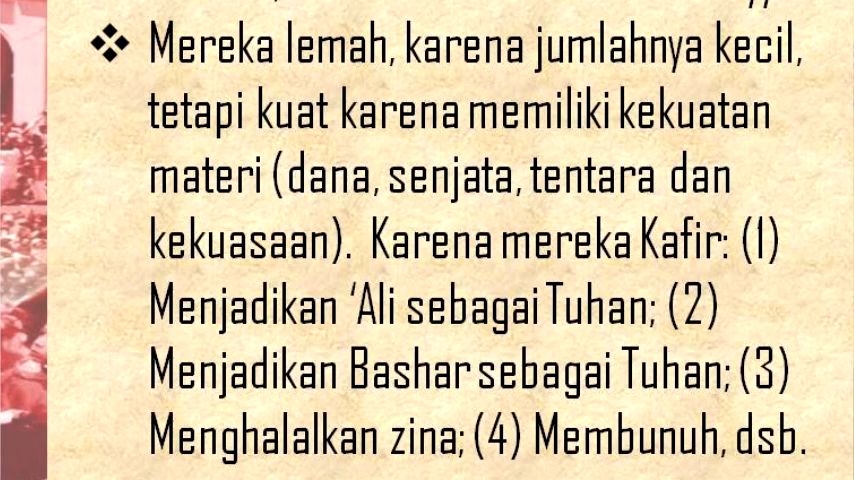 ❖ Mereka lemah, karena jumlahnya kecil,
tetapi kuat karena memiliki kekuatan
materi (dana, senjata, tentara dan
kekuasaan). Karena mereka Kafir: (1)
Menjadikan ‘Ali sebagai Tuhan; (2)
Menjadikan Bashar sebagai Tuhan; (3)
Menghalalkan zina; (4) Membunuh, dsb.